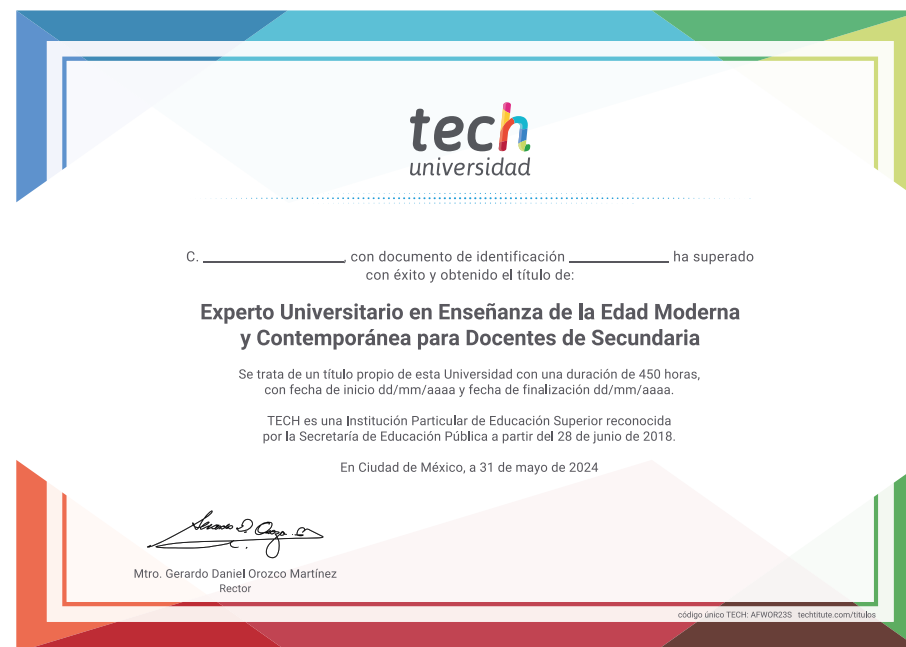 tech
universidad
C. ____________, con documento de identificación ____________ ha superado
con éxito y obtenido el título de:
Experto Universitario en Enseñanza de la Edad Moderna
y Contemporánea para Docentes de Secundaria
Se trata de un título propio de esta Universidad con una duración de 450 horas,
con fecha de inicio dd/mm/aaaa y fecha de finalización dd/mm/aaaa.
TECH es una Institución Particular de Educación Superior reconocida
por la Secretaría de Educación Pública a partir del 28 de junio de 2018.
En Ciudad de México, a 31 de mayo de 2024
Mtro. Gerardo Daniel Orozco Martínez
Rector
código único TECH: AFWOR23S techtitute.com/titulos